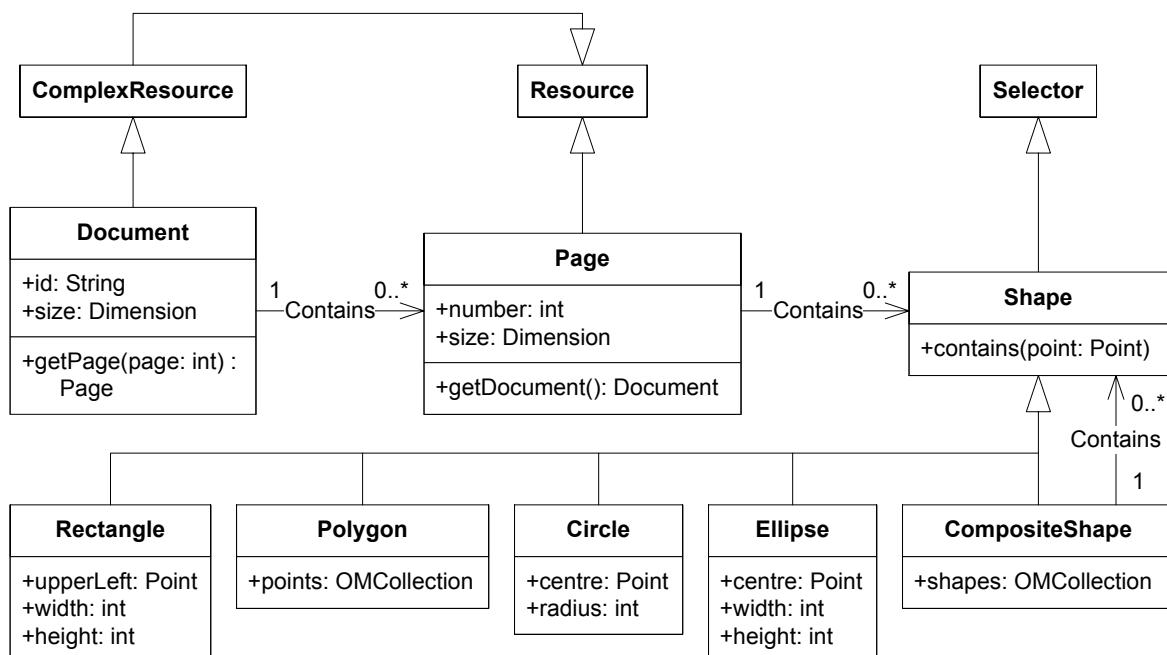 ComplexResource
Resource
Selector
Document
+id: String
+size: Dimension
+getPage(page: int) :
Page
1
Contains
0..*
Page
+number: int
+size: Dimension
+getDocument(): Document
1
Contains
0..*
Shape
+contains(point: Point)
0..*
Contains
1
Rectangle
+upperLeft: Point
+width: int
+height: int
Polygon
+points: OMCollection
Circle
+centre: Point
+radius: int
Ellipse
+centre: Point
+width: int
+height: int
CompositeShape
+shapes: OMCollection